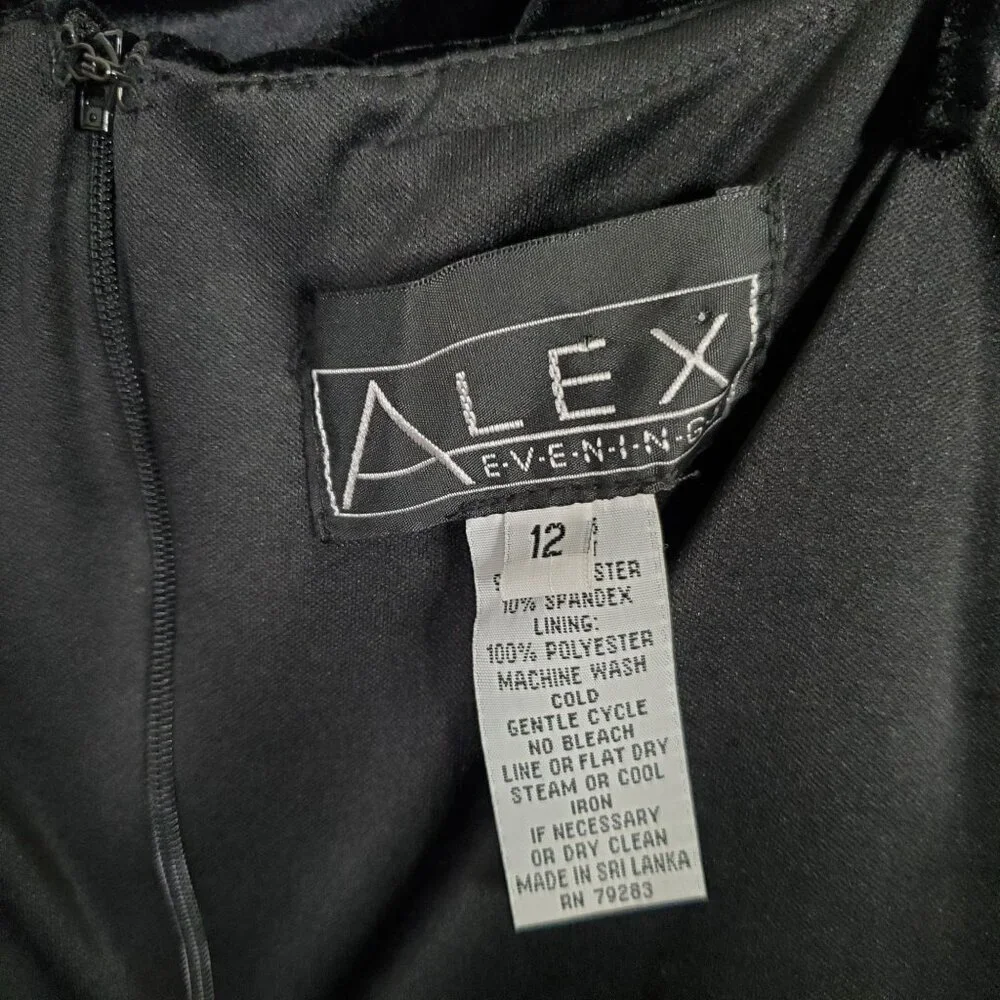 ALEX
E·V·E·N·I·N·G
12
STER
10% SPANDEX
LINING:
100% POLYESTER
MACHINE WASH
COLD
GENTLE CYCLE
NO BLEACH
LINE OR FLAT DRY
STEAM OR COOL
IRON
IF NECESSARY
OR DRY CLEAN
MADE IN SRI LANKA
RN 79283